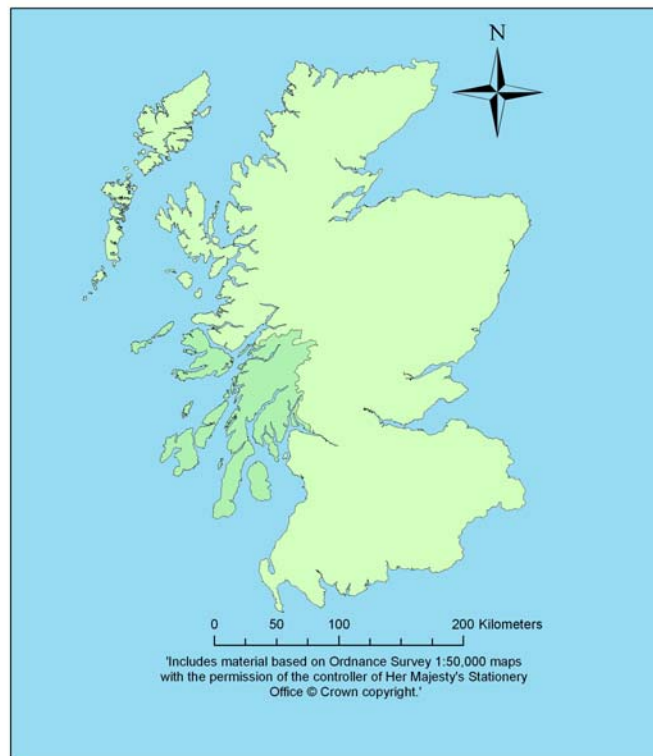 N
0 50 100 200 Kilometers
'Includes material based on Ordnance Survey 1:50,000 maps
with the permission of the controller of Her Majesty's Stationery
Office © Crown copyright.'